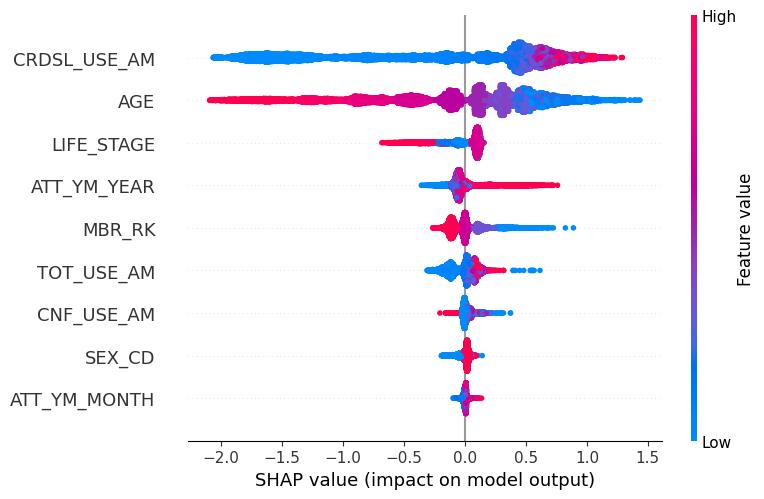 High
CRDSL_USE_AM
AGE
LIFE_STAGE
ATT_YM_YEAR
MBR_RK
TOT_USE_AM
CNF_USE_AM
SEX_CD
ATT_YM_MONTH
Feature value
Low
−2.0 −1.5 −1.0 −0.5 0.0 0.5 1.0 1.5
SHAP value (impact on model output)